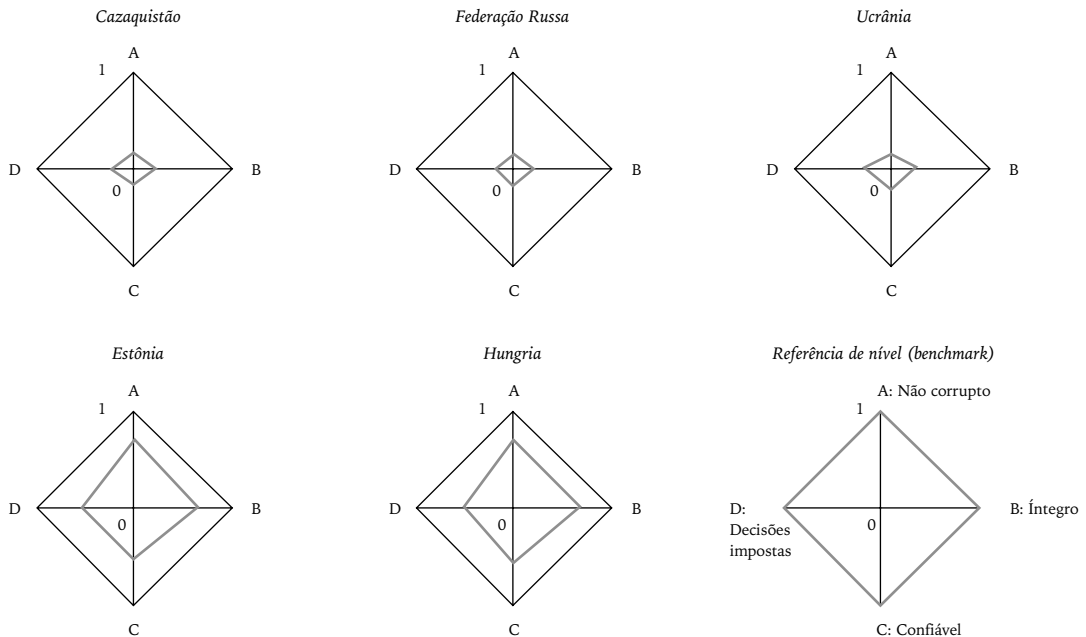 Cazaquistão
A
1
D
B
0
C
Federação Russa
A
1
D
B
0
C
Ucrânia
A
1
D
B
0
C
Estônia
A
1
D
B
0
C
Hungria
A
1
D
B
0
C
Referência de nível (benchmark)
A: Não corrupto
1
D:
Decisões
impostas
B: Íntegro
0
C: Confiável